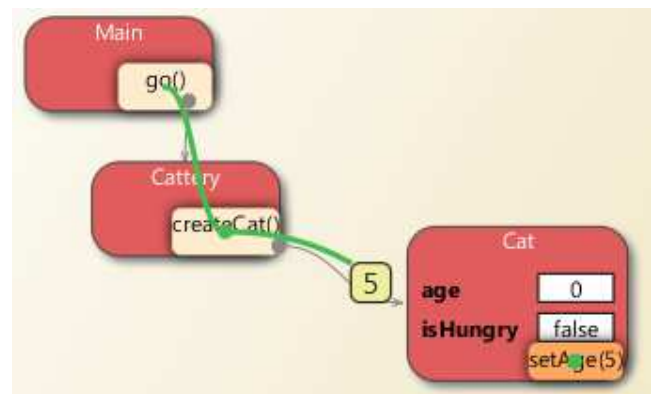 Main
go()
Cattery
createCat()
5
Cat
age 0
isHungry false
setAge(5)